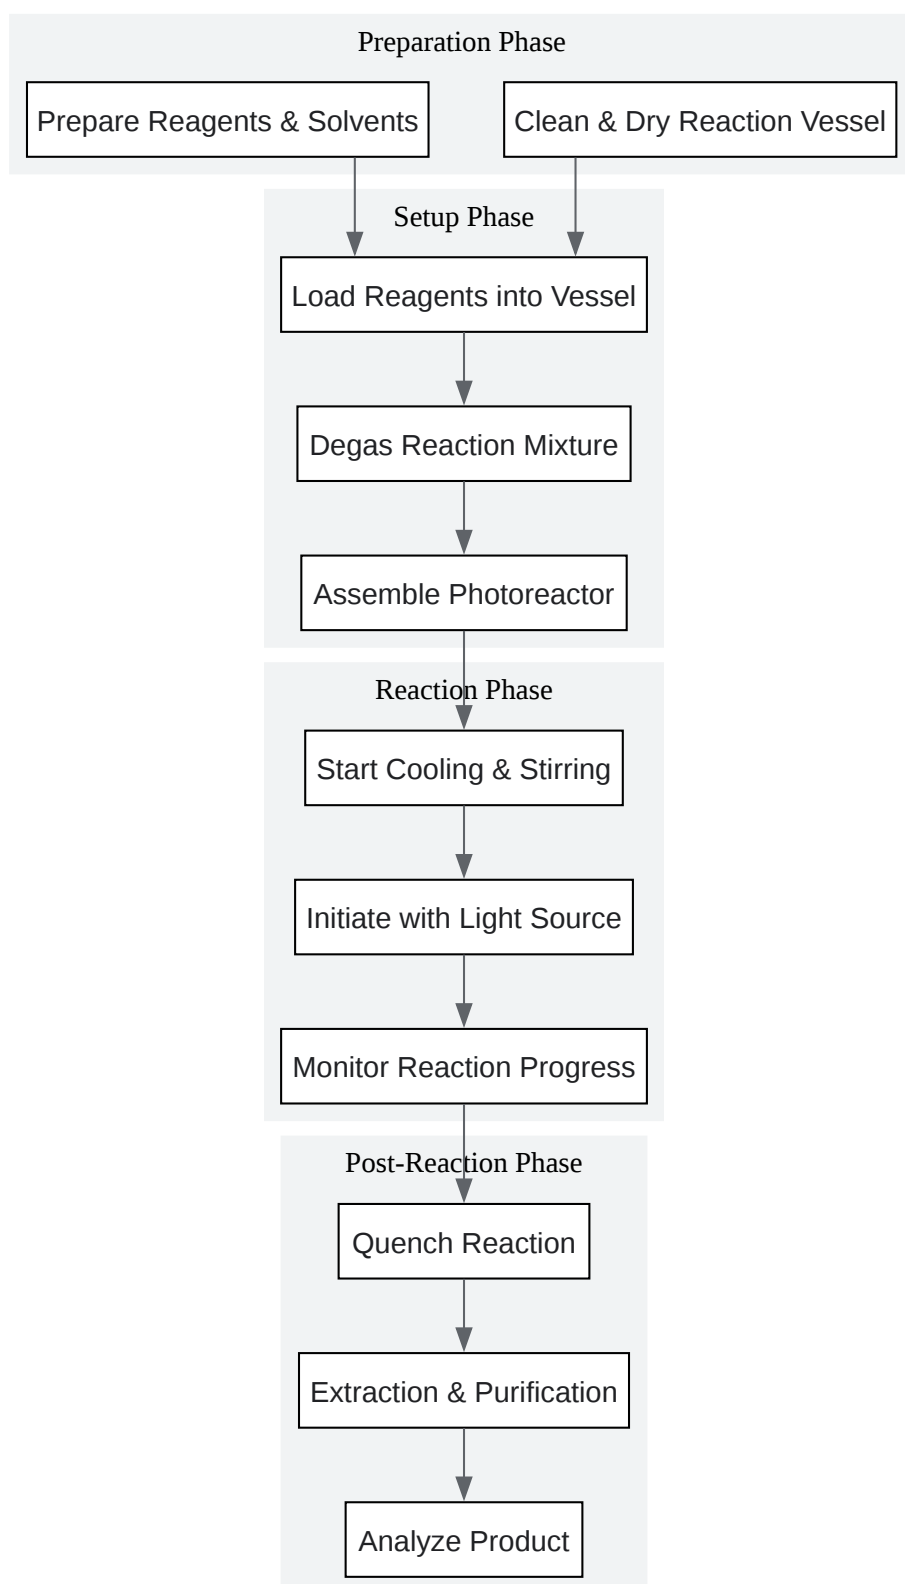 Preparation Phase
Prepare Reagents & Solvents
Clean & Dry Reaction Vessel
Setup Phase
Load Reagents into Vessel
Degas Reaction Mixture
Assemble Photoreactor
Reaction Phase
Start Cooling & Stirring
Initiate with Light Source
Monitor Reaction Progress
Post-Reaction Phase
Quench Reaction
Extraction & Purification
Analyze Product